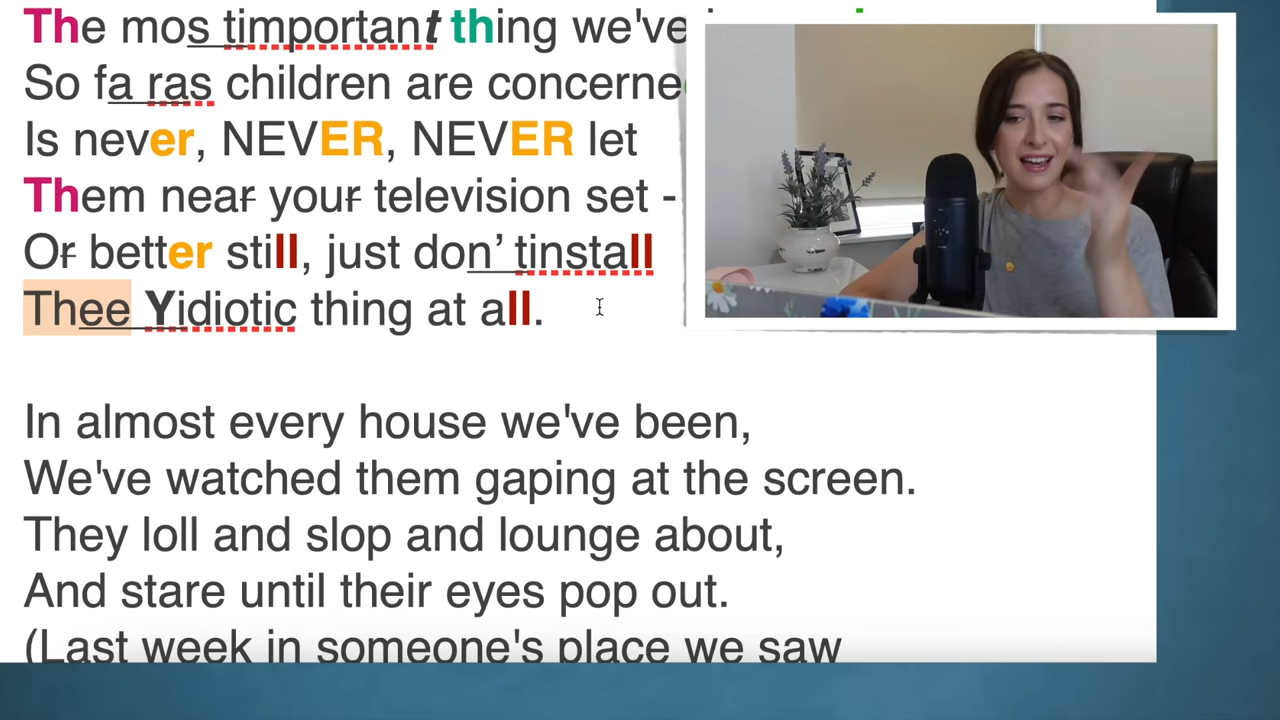 The mos timportant thing we've
So fa ras children are concerne
Is never, NEVER, NEVER let
Them near your television set -
Or better still, just don’ tinstall
Thee Yidiotic thing at all.
In almost every house we've been,
We've watched them gaping at the screen.
They loll and slop and lounge about,
And stare until their eyes pop out.
(Last week in someone's place we saw